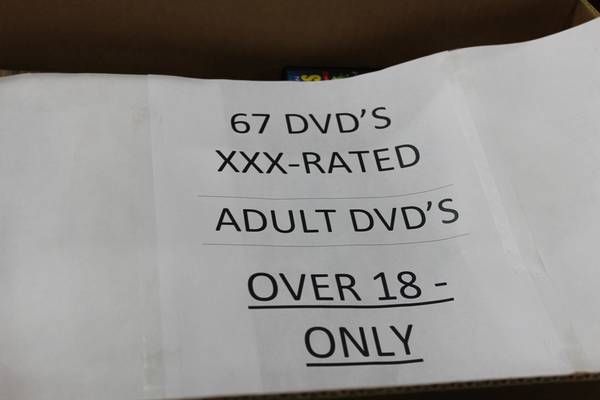 67 DVD'S
XXX-RATED
ADULT DVD'S
OVER 18 -
ONLY